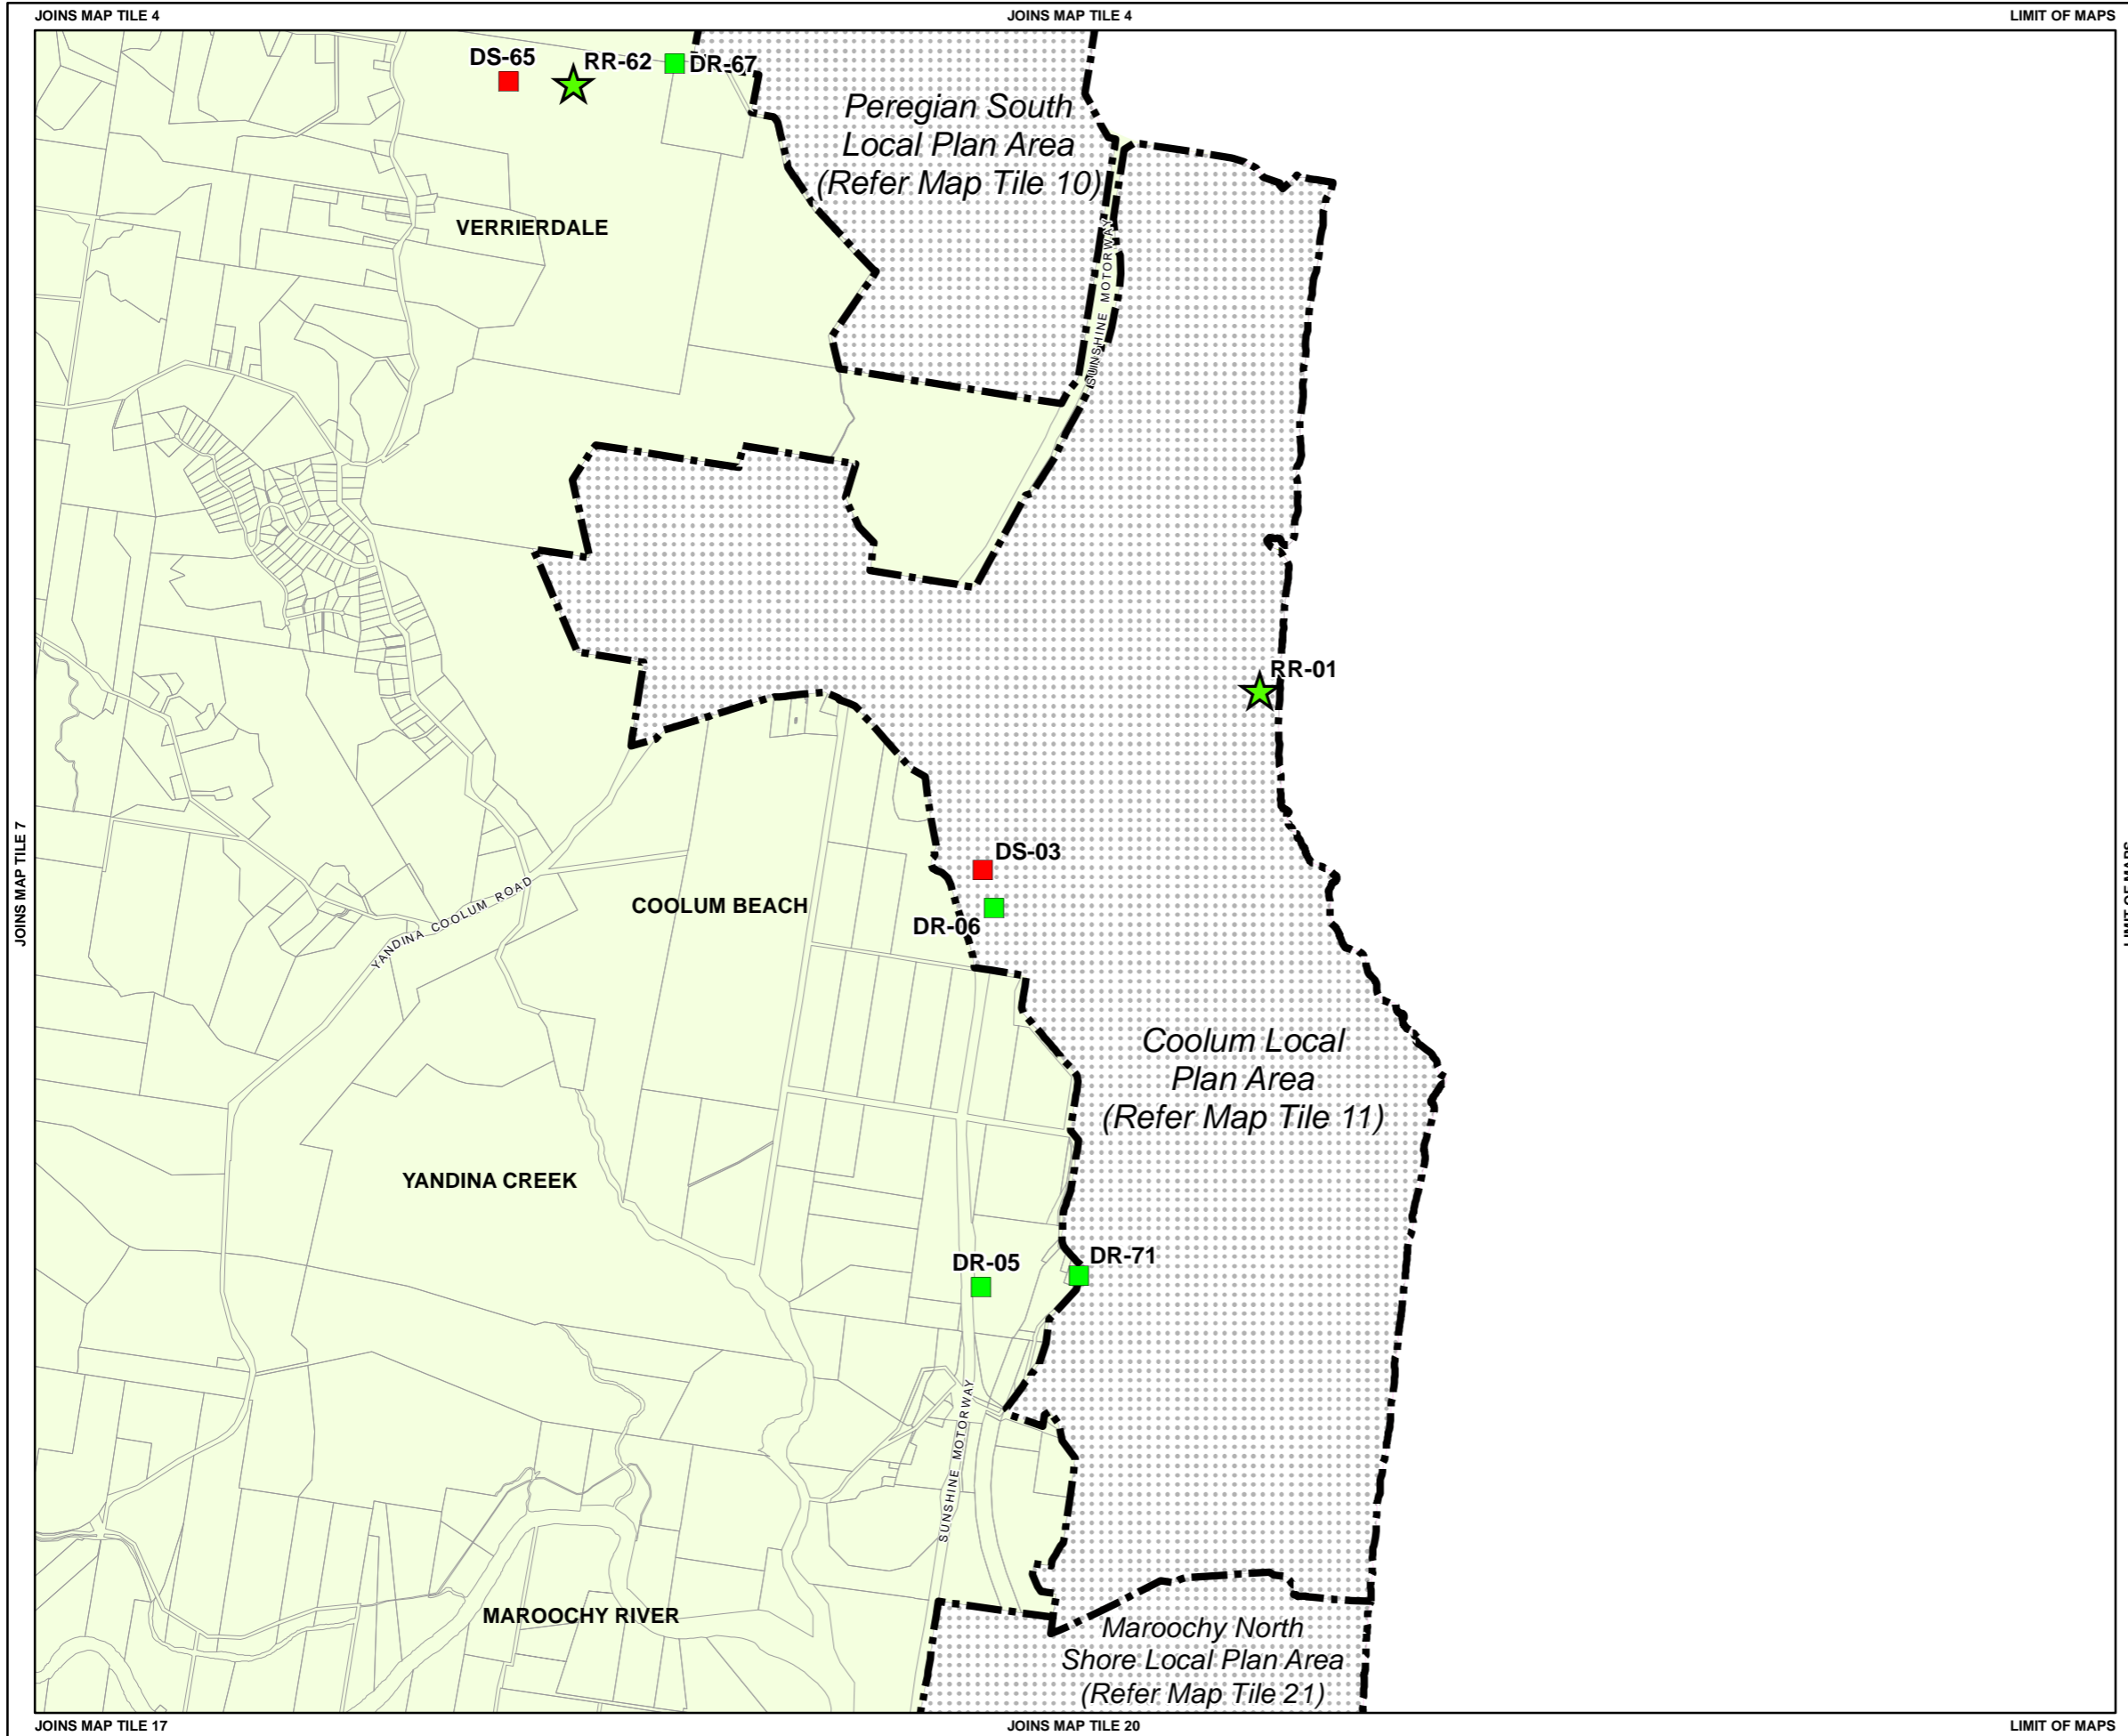 JOINS MAP TILE 4
JOINS MAP TILE 4
LIMIT OF MAPS
DS-65
RR-62
DR-67
Peregian South
Local Plan Area
(Refer Map Tile 10)
VERRIERDALE
SUNSHINE MOTORWAY
RR-01
JOINS MAP TILE 7
LIMIT OF MAPS
DS-03
COOLUM BEACH
DR-06
YANDINA COOLUM ROAD
Coolum Local
Plan Area
(Refer Map Tile 11)
YANDINA CREEK
DR-05
DR-71
SUNSHINE MOTORWAY
MAROOCHY RIVER
Maroochy North
Shore Local Plan Area
(Refer Map Tile 21)
JOINS MAP TILE 17
JOINS MAP TILE 20
LIMIT OF MAPS